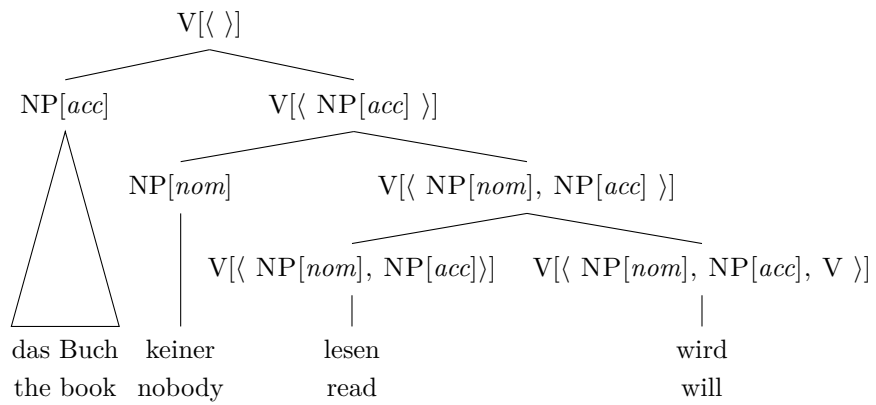 V[⟨ ⟩]
NP[acc] V[⟨ NP[acc] ⟩]
NP[nom] V[⟨ NP[nom], NP[acc] ⟩]
V[⟨ NP[nom], NP[acc]⟩] V[⟨ NP[nom], NP[acc], V ⟩]
das Buch keiner lesen wird
the book nobody read will